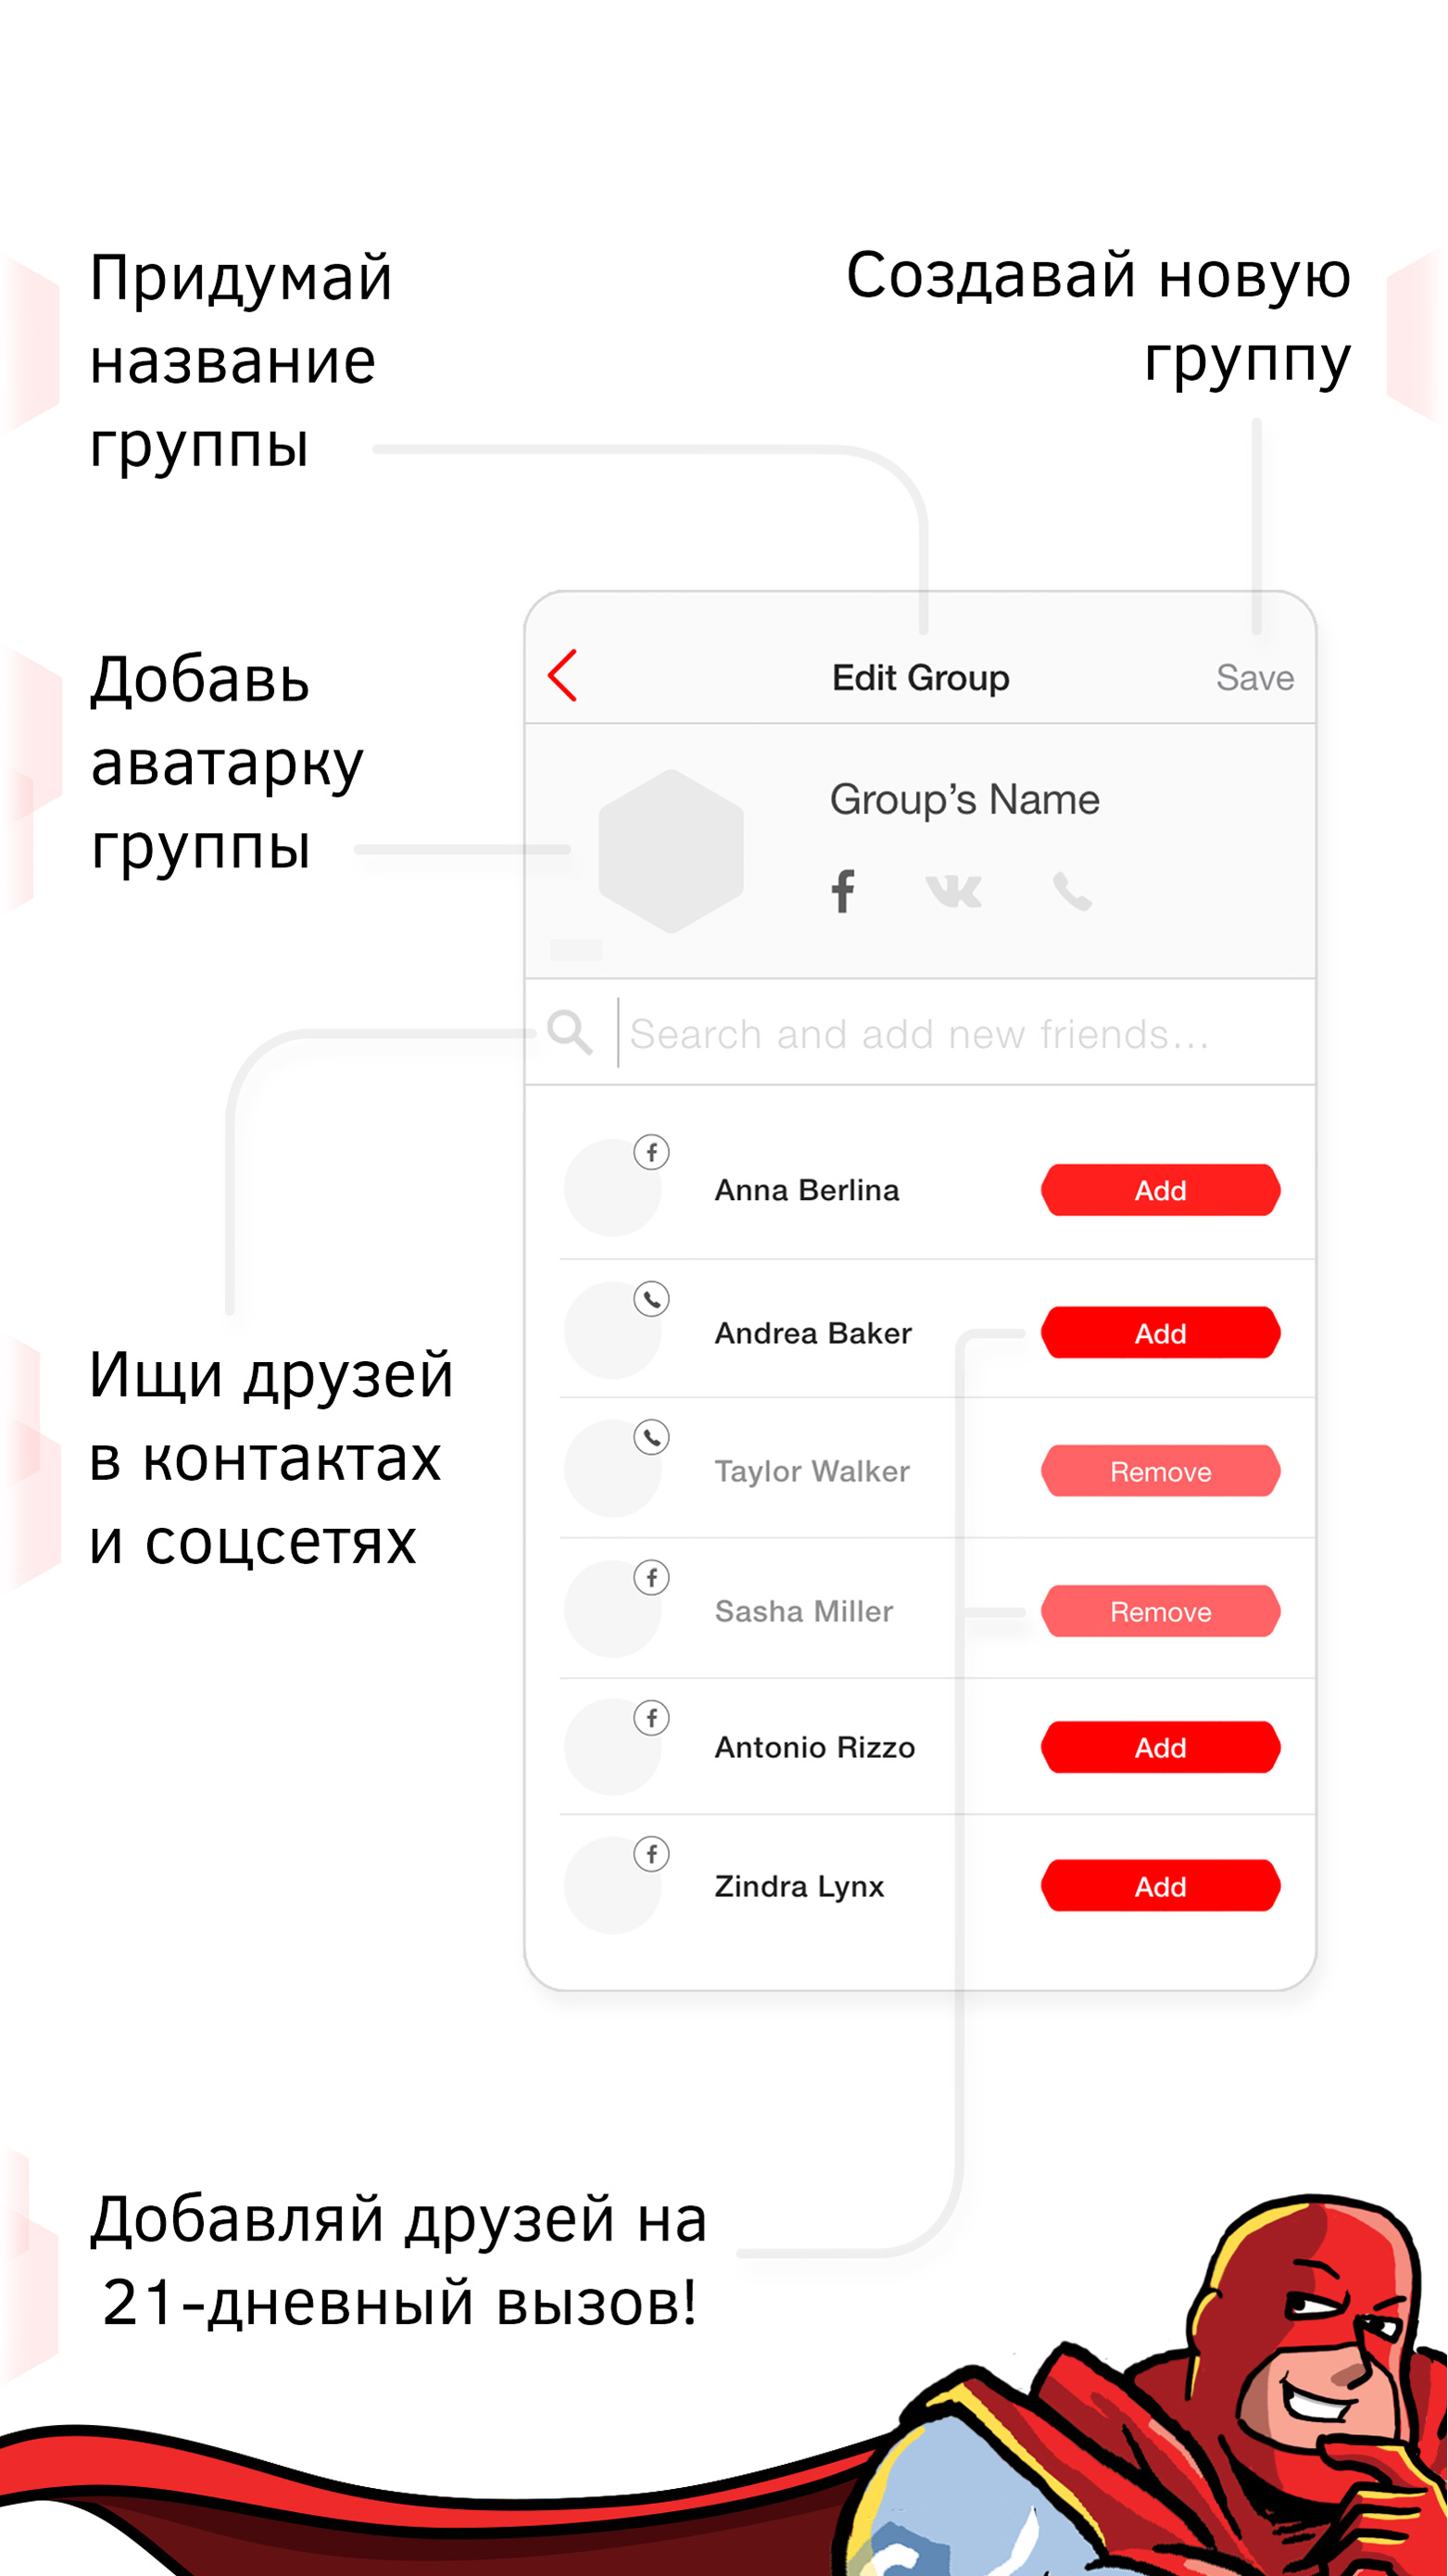 Придумай
название
группы
Создавай новую
группу
Добавь
аватарку
группы
Edit Group
Save
Group’s Name
Search and add new friends...
Anna Berlina
Add
Andrea Baker
Add
Taylor Walker
Remove
Sasha Miller
Remove
Antonio Rizzo
Add
Zindra Lynx
Add
Ищи друзей
в контактах
и соцсетях
Добавляй друзей на
21-дневный вызов!